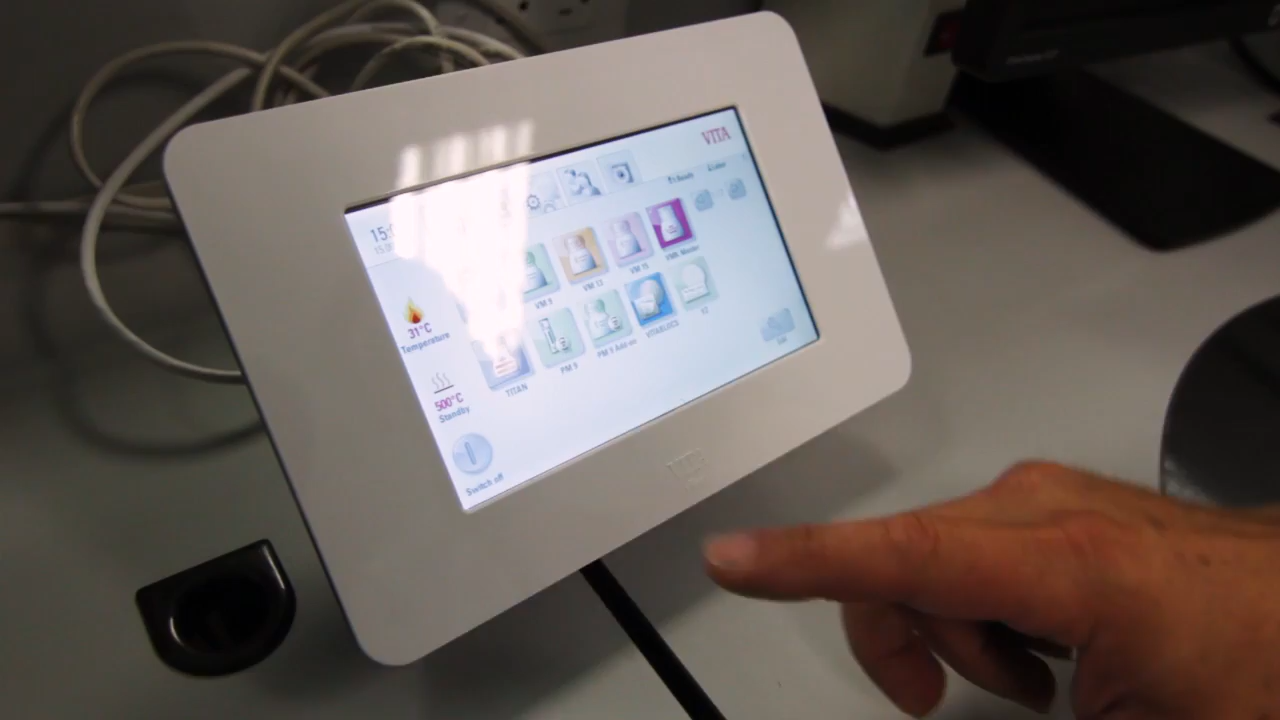 VITA
15:
31°C
Temperature
500°C
Standby
Switch off
VM 9
VM 13
VM 15
VMK Master
TITAN
PM 9
PM 9 Add-on
VITABLOCS
Edit